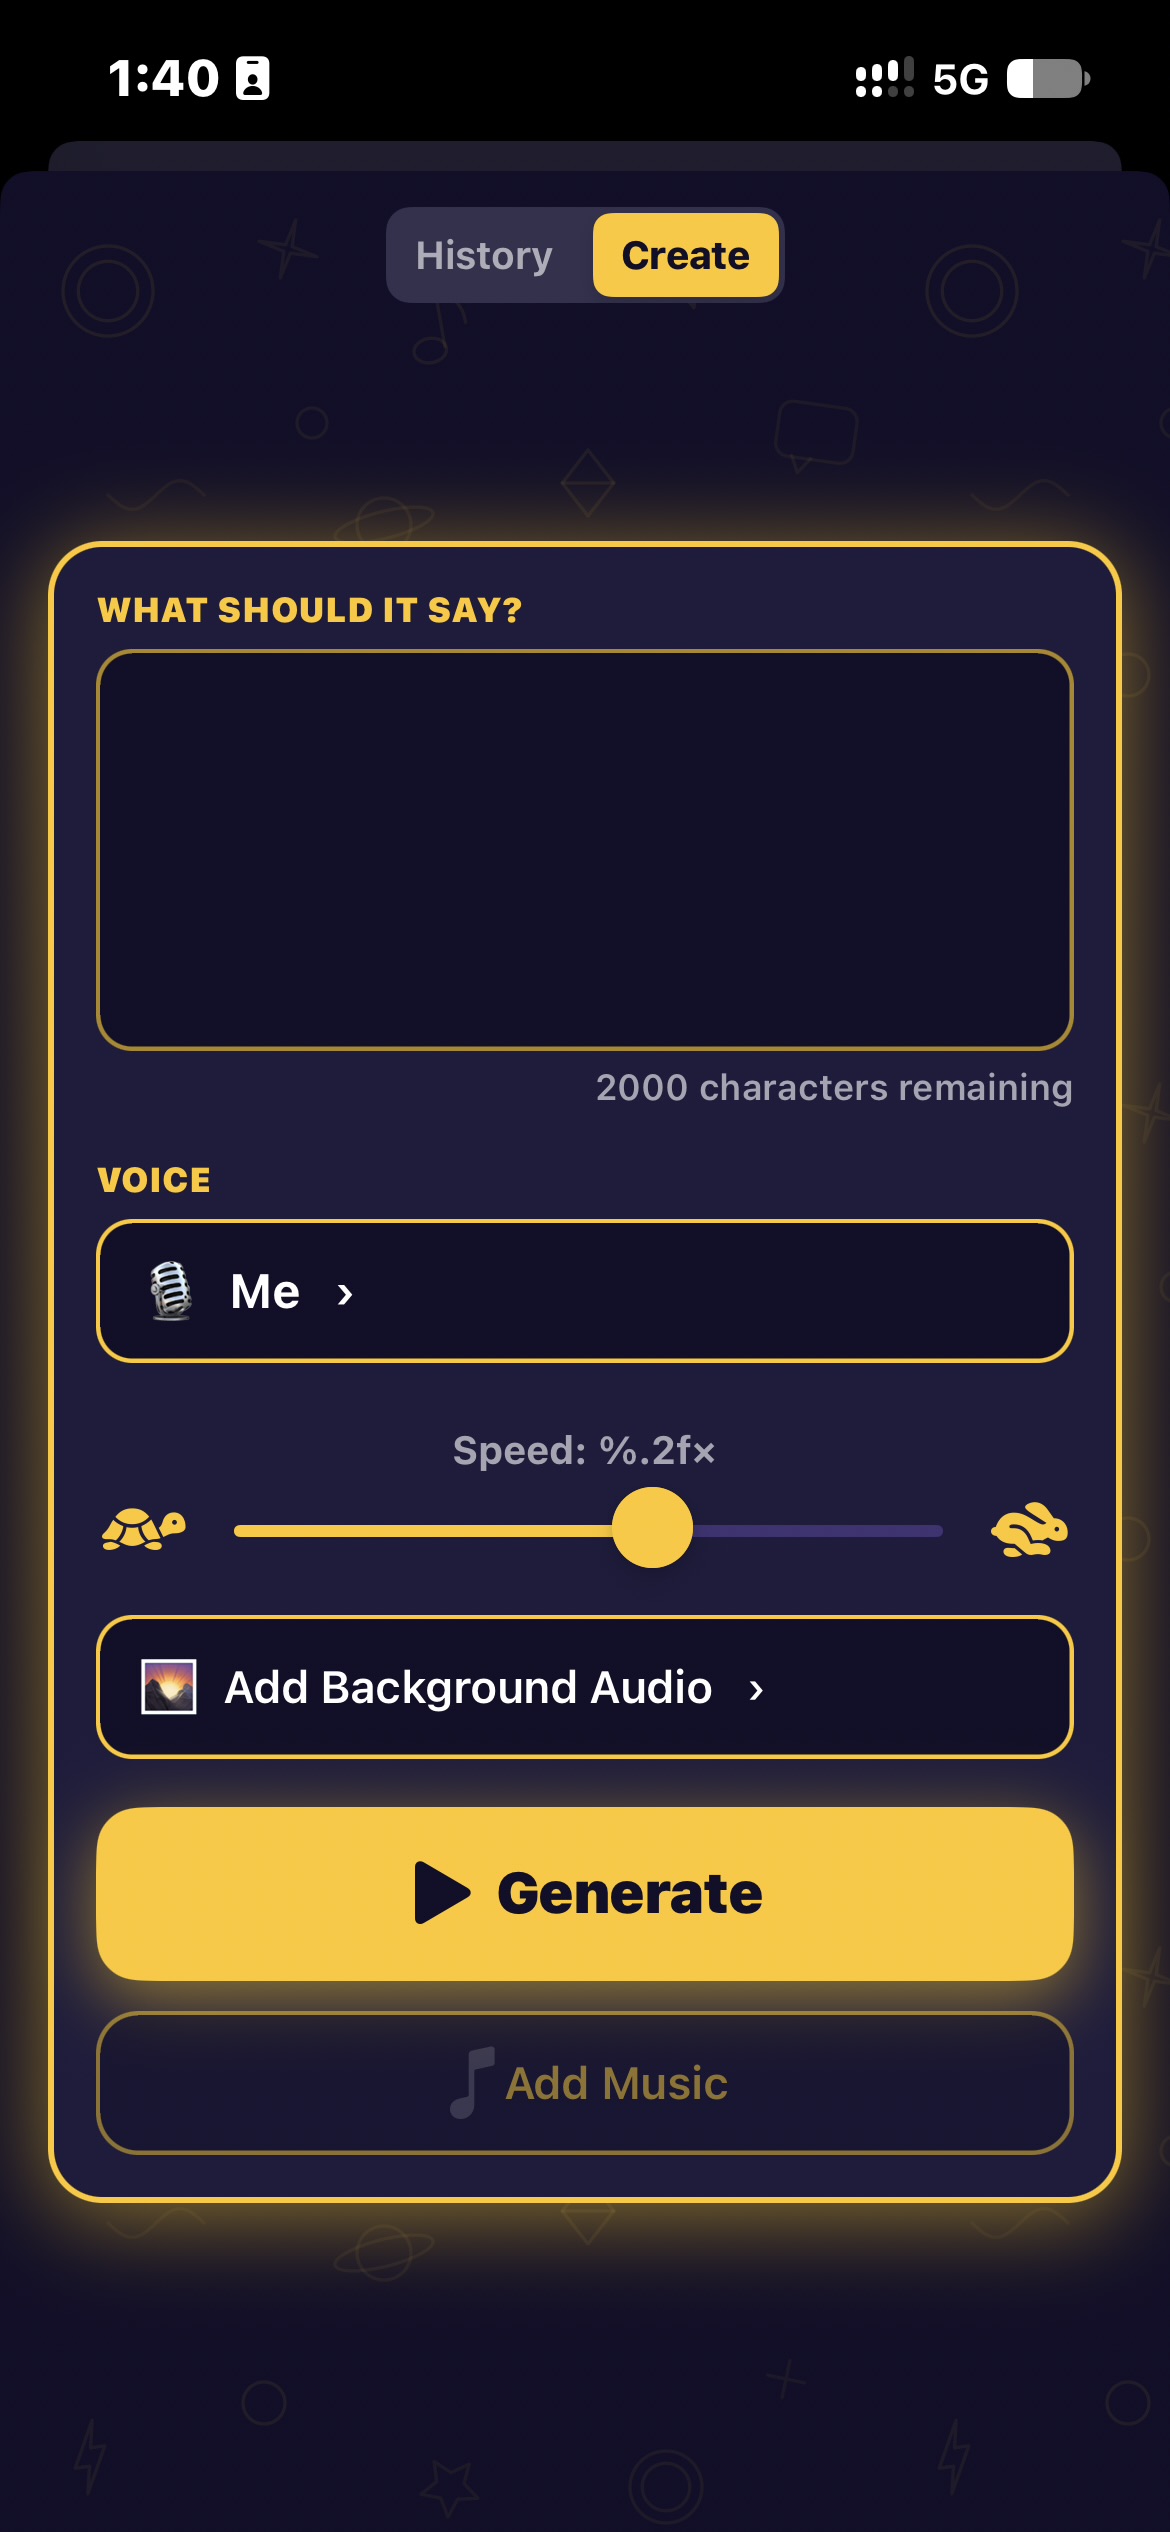 1:40
5G
History
Create
WHAT SHOULD IT SAY?
2000 characters remaining
VOICE
Me ›
Speed: %.2f×
Add Background Audio ›
Generate
Add Music